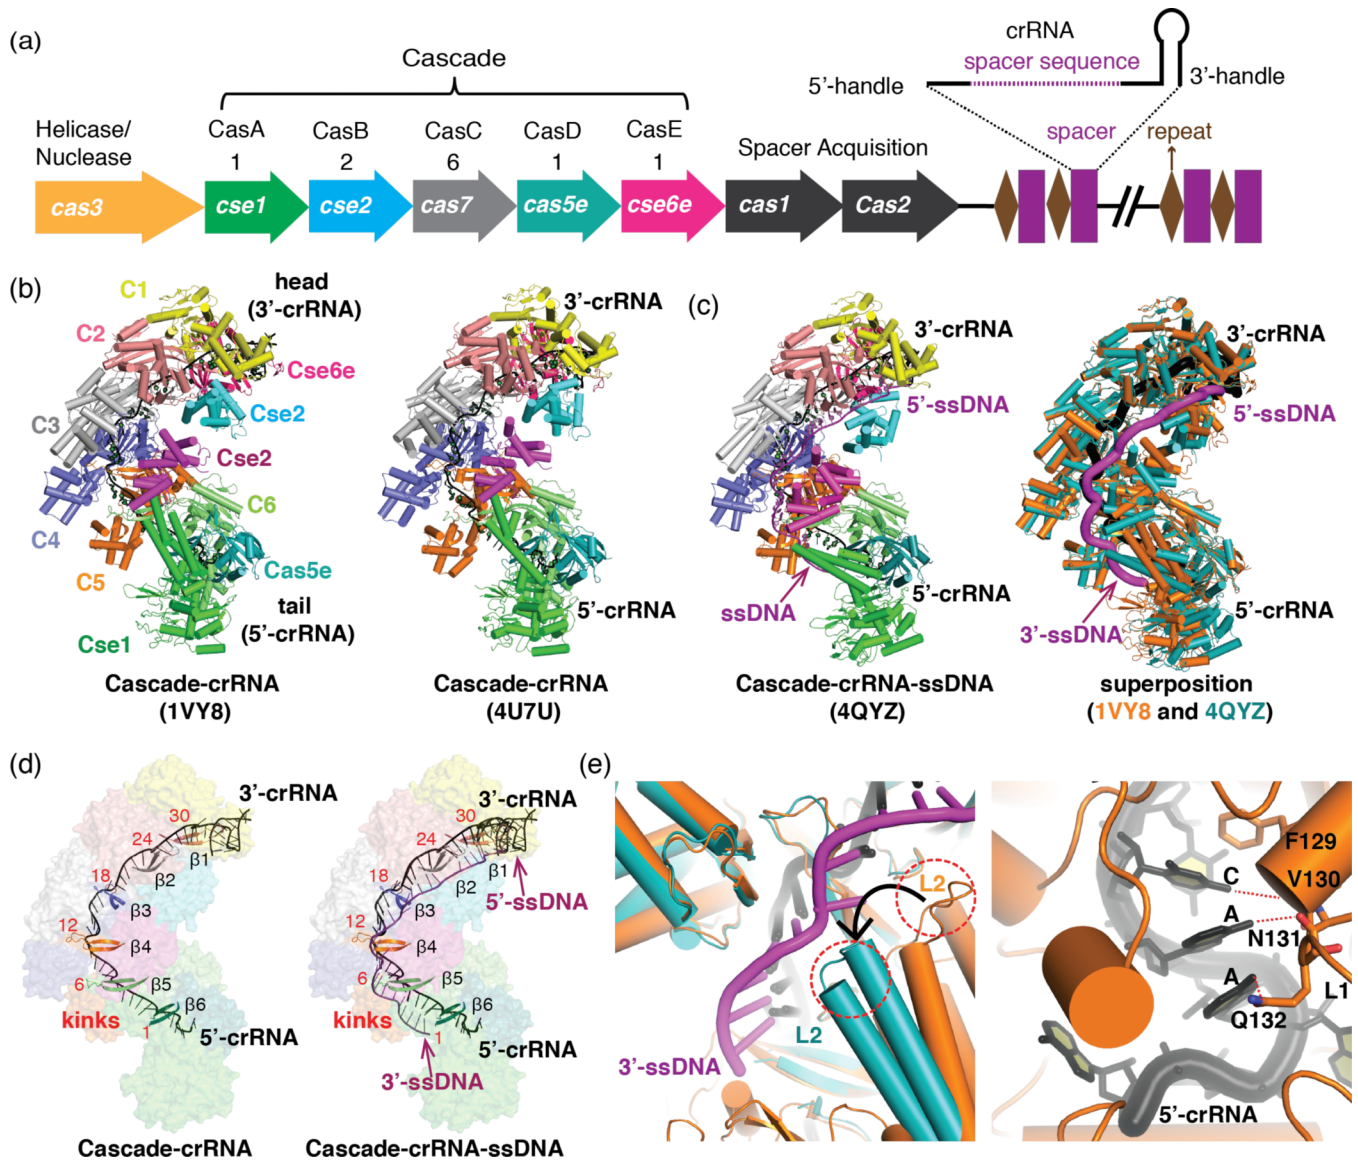 (a)
Cascade
Helicase/
Nuclease
CasA
CasB
CasC
CasD
CasE
1
2
6
1
1
Spacer Acquisition
cas3
cse1
cse2
cas7
cas5e
cse6e
cas1
Cas2
crRNA
spacer sequence
5'-handle
3'-handle
spacer
repeat
(b)
C1
head
(3'-crRNA)
C2
Cse6e
Cse2
C3
Cse2
C6
C4
C5
Cas5e
tail
(5'-crRNA)
Cse1
Cascade-crRNA
(1VY8)
3'-crRNA
5'-crRNA
Cascade-crRNA
(4U7U)
(c)
3'-crRNA
5'-ssDNA
ssDNA
5'-crRNA
Cascade-crRNA-ssDNA
(4QYZ)
3'-crRNA
5'-ssDNA
3'-ssDNA
5'-crRNA
superposition
(1VY8 and 4QYZ)
(d)
3'-crRNA
30
24
β1
β2
18
β3
12
β4
6
β5
β6
kinks
1
5'-crRNA
Cascade-crRNA
3'-crRNA
30
24
β1
β2
5'-ssDNA
18
β3
12
β4
6
β5
β6
kinks
1
5'-crRNA
3'-ssDNA
Cascade-crRNA-ssDNA
(e)
L2
L2
3'-ssDNA
F129
C
V130
A
N131
A
L1
Q132
5'-crRNA